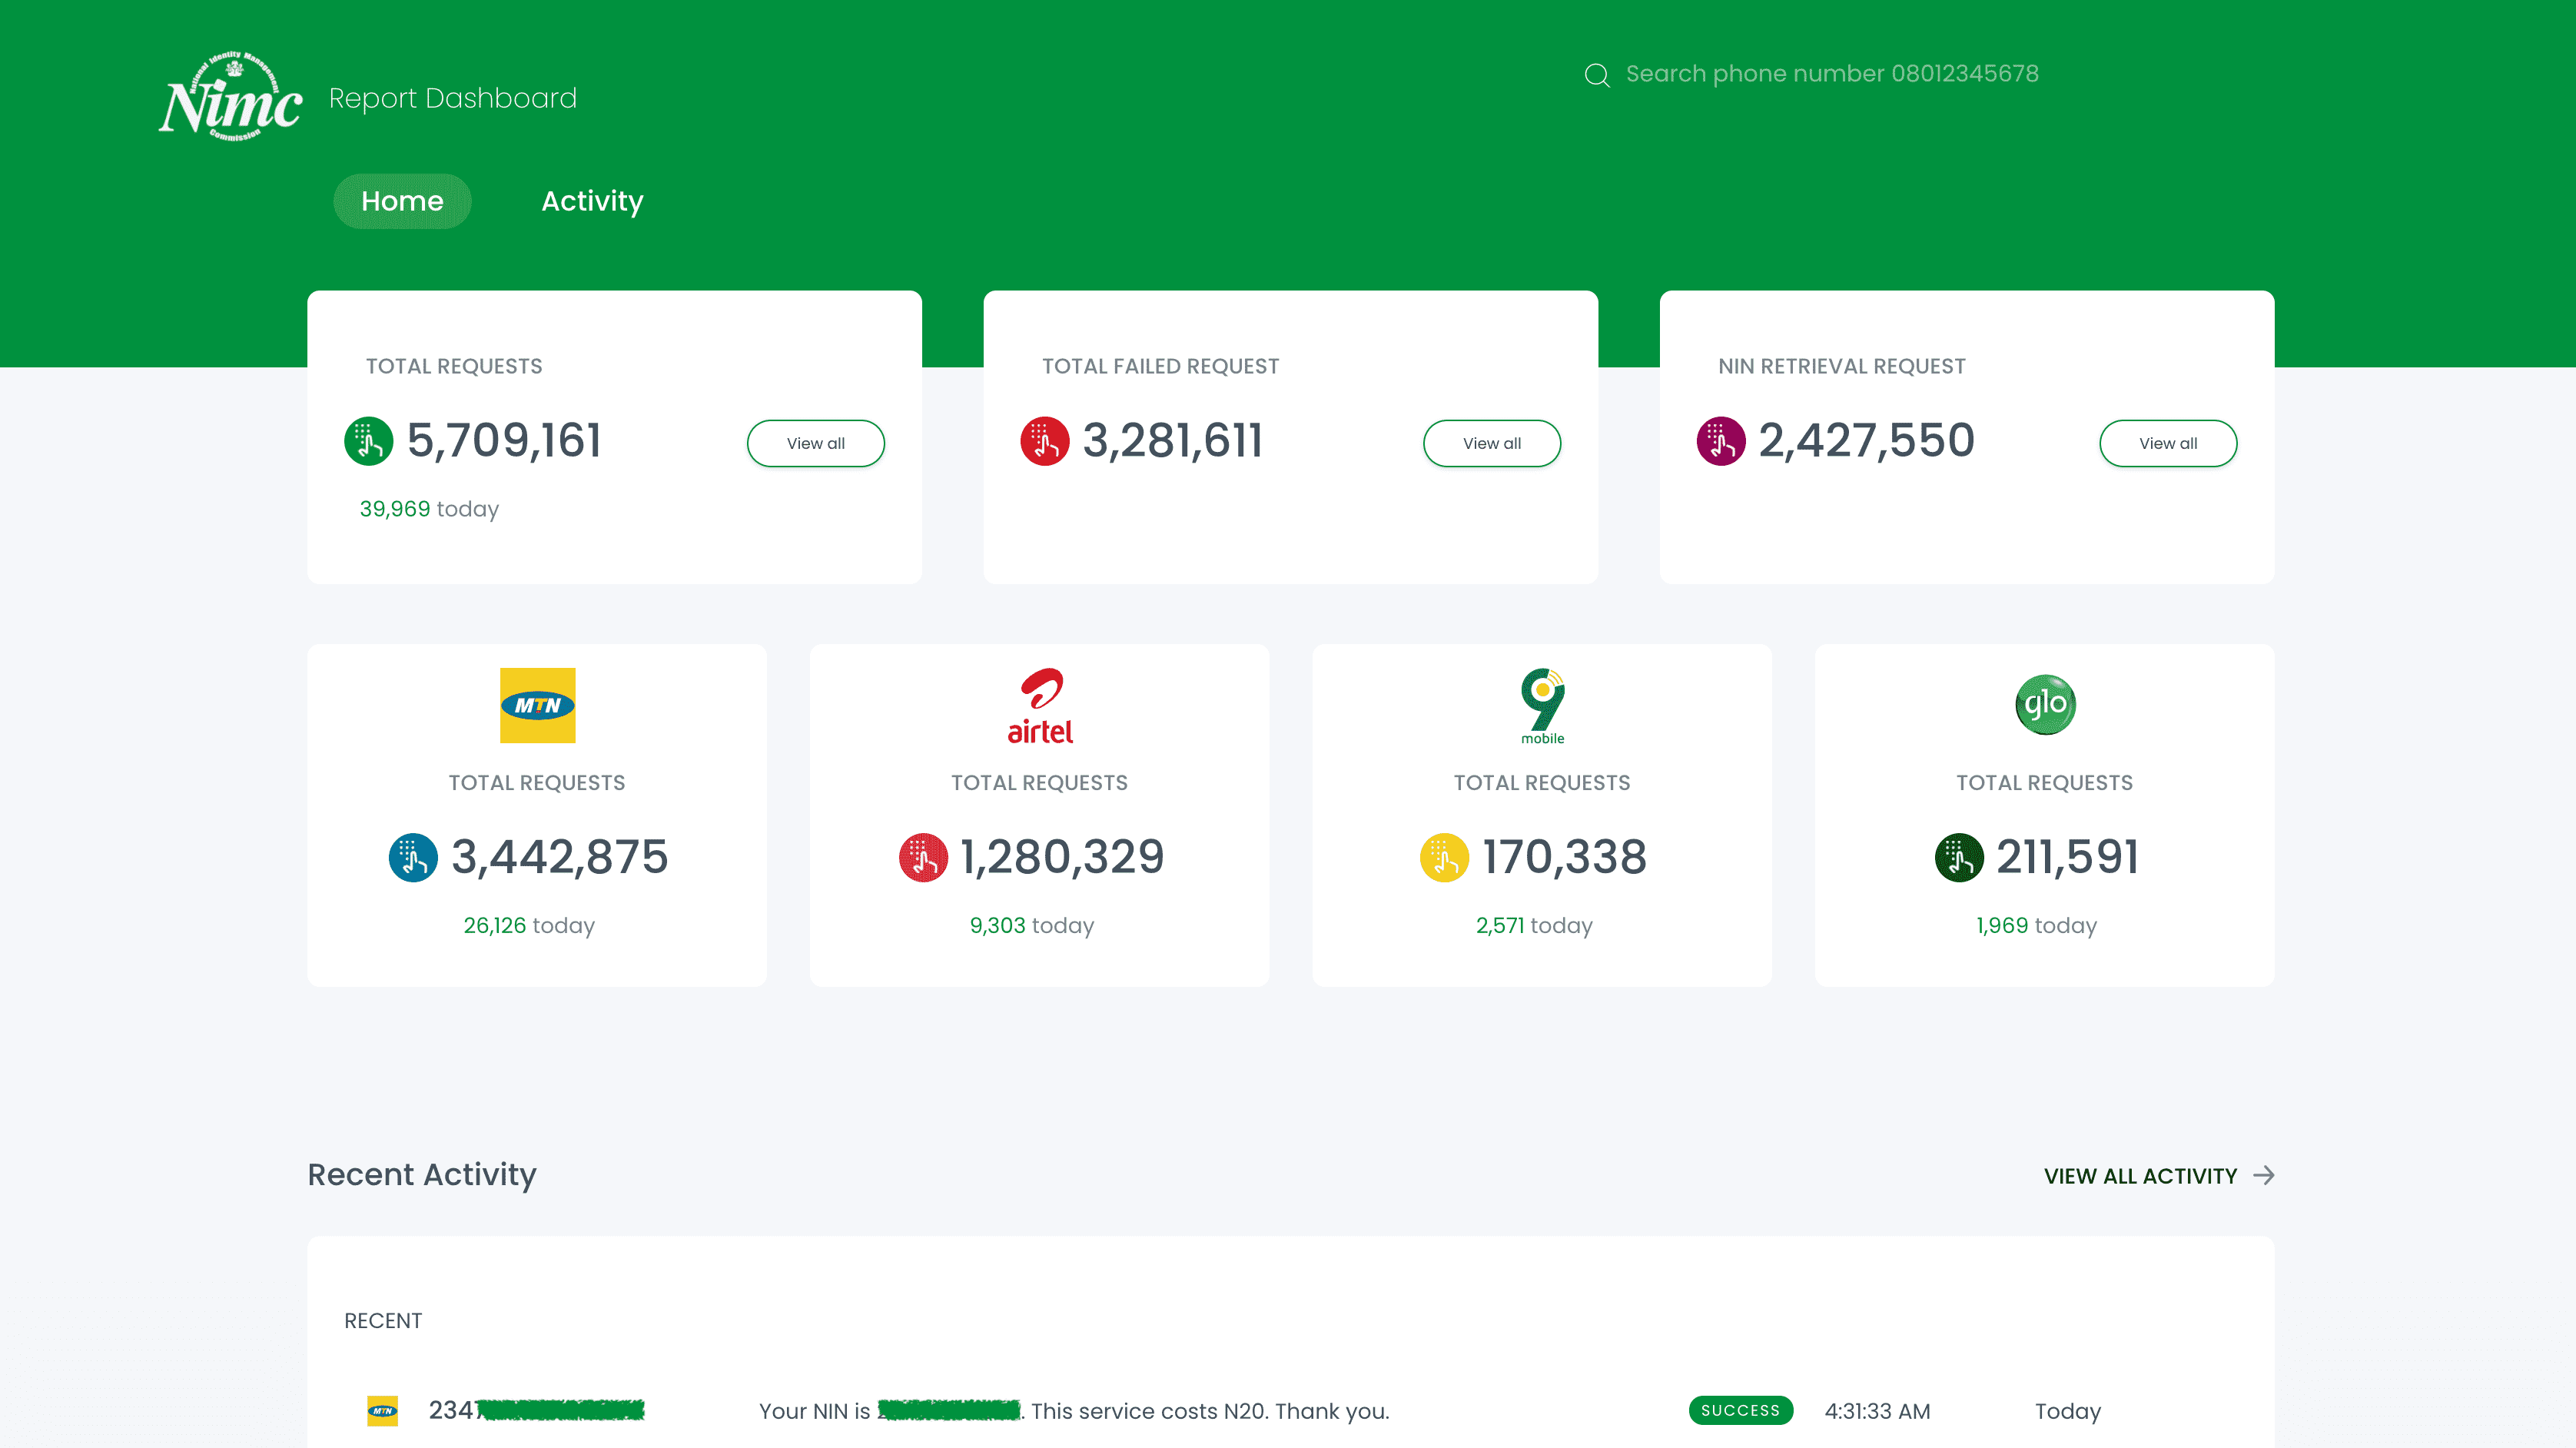 National Identity Management
Nimc
Commission
Report Dashboard
Search phone number 08012345678
Home
Activity
TOTAL REQUESTS
5,709,161
View all
39,969 today
TOTAL FAILED REQUEST
3,281,611
View all
NIN RETRIEVAL REQUEST
2,427,550
View all
MTN
TOTAL REQUESTS
3,442,875
26,126 today
airtel
TOTAL REQUESTS
1,280,329
9,303 today
9
mobile
TOTAL REQUESTS
170,338
2,571 today
glo
TOTAL REQUESTS
211,591
1,969 today
Recent Activity
VIEW ALL ACTIVITY
RECENT
MTN
234
Your NIN is . This service costs N20. Thank you.
SUCCESS
4:31:33 AM
Today